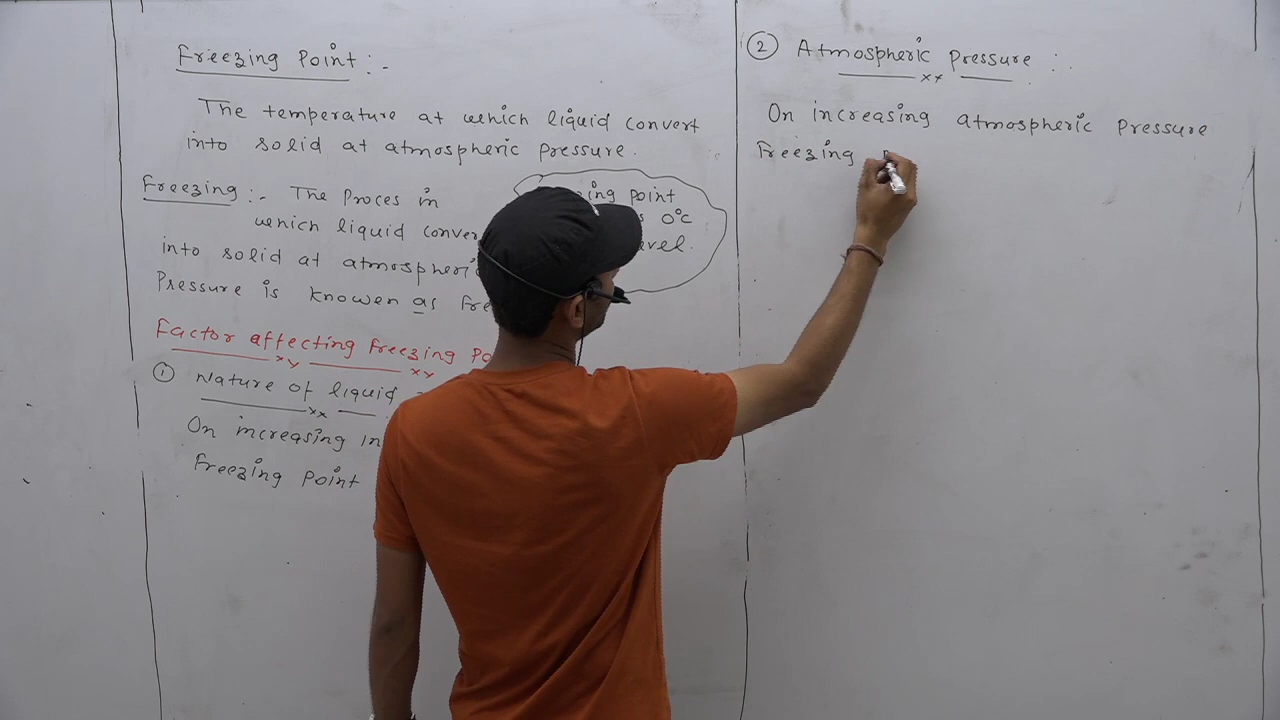 Freezing Point :-
The temperature at which liquid convert
into solid at atmospheric pressure.
Freezing :- The Proces in
which liquid conver
into solid at atmospheri
Pressure is knowen as Fre
ing point
s 0°c
evel.
Factor affecting Freezing Po
① Nature of liquid
On increasing in
Freezing Point
② Atmospheric Pressure :.
On increasing atmospheric Pressure
Freezing